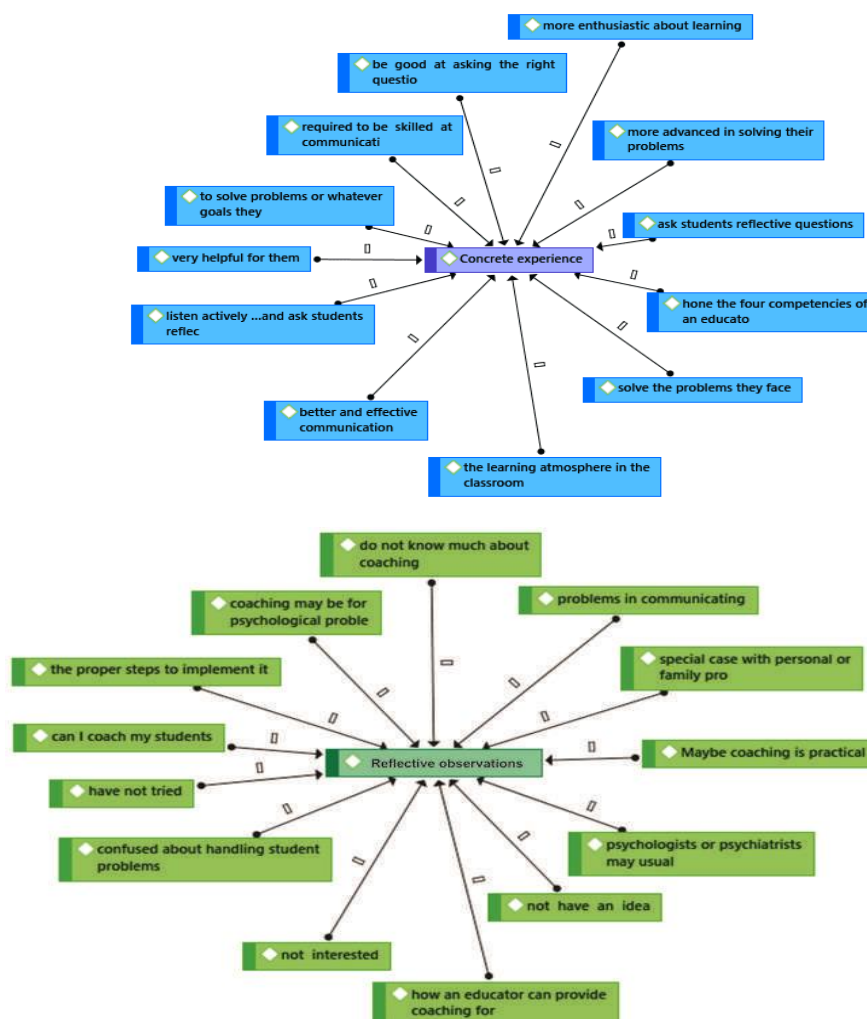 more enthusiastic about learning
be good at asking the right
questio
required to be skilled at
communicati
more advanced in solving their
problems
to solve problems or whatever
goals they
ask students reflective questions
very helpful for them
Concrete experience
listen actively ...and ask students
reflec
hone the four competencies of
an educato
solve the problems they face
better and effective
communication
the learning atmosphere in the
classroom
do not know much about
coaching
coaching may be for
psychological proble
problems in communicating
the proper steps to implement it
special case with personal or
family pro
can I coach my students
Reflective observations
Maybe coaching is practical
have not tried
confused about handling student
problems
psychologists or psychiatrists
may usual
not have an idea
not interested
how an educator can provide
coaching for